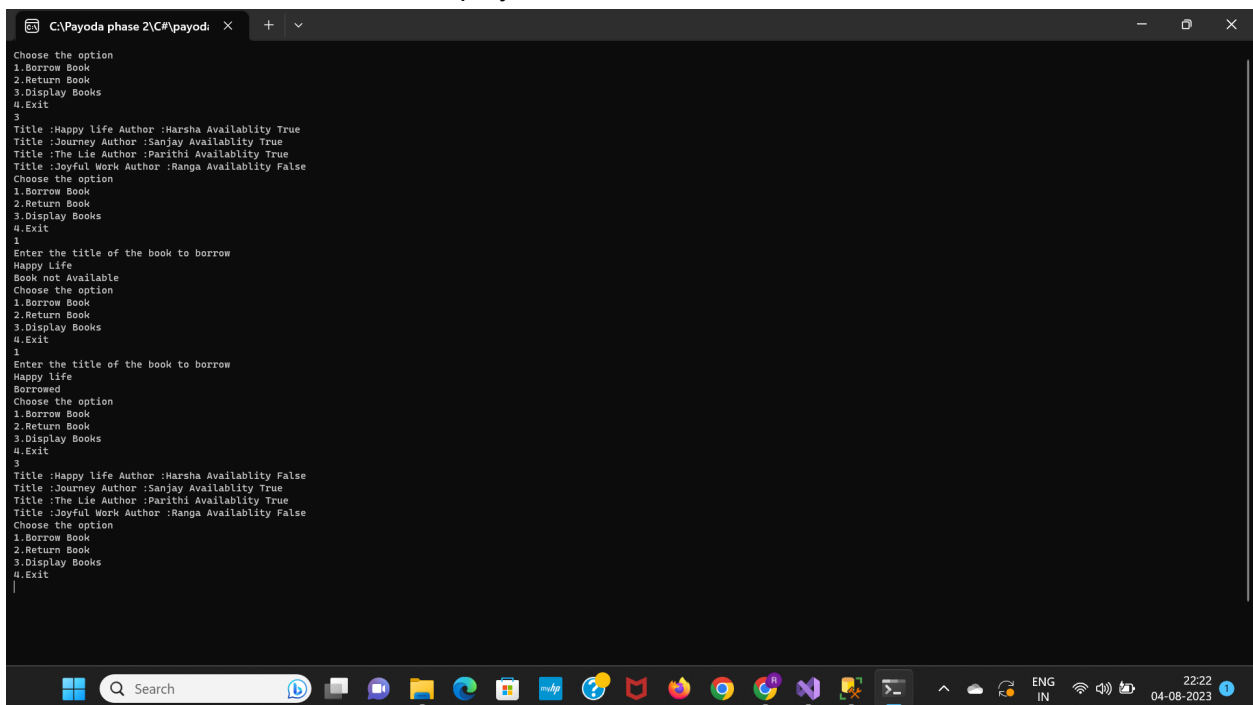 C:\Payoda phase 2\C#\payoda
Choose the option
1.Borrow Book
2.Return Book
3.Display Books
4.Exit
3
Title :Happy life Author :Harsha Availablity True
Title :Journey Author :Sanjay Availablity True
Title :The Lie Author :Parithi Availablity True
Title :Joyful Work Author :Ranga Availablity False
Choose the option
1.Borrow Book
2.Return Book
3.Display Books
4.Exit
1
Enter the title of the book to borrow
Happy Life
Book not Available
Choose the option
1.Borrow Book
2.Return Book
3.Display Books
4.Exit
1
Enter the title of the book to borrow
Happy life
Borrowed
Choose the option
1.Borrow Book
2.Return Book
3.Display Books
4.Exit
3
Title :Happy life Author :Harsha Availablity False
Title :Journey Author :Sanjay Availablity True
Title :The Lie Author :Parithi Availablity True
Title :Joyful Work Author :Ranga Availablity False
Choose the option
1.Borrow Book
2.Return Book
3.Display Books
4.Exit
Search
myhp
R
ENG
IN
22:22
04-08-2023
1